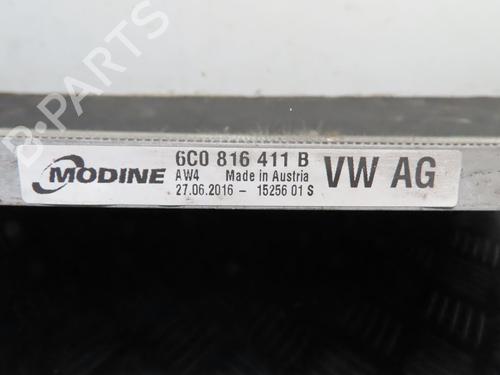 B-PARTS
MODINE
6C0 816 411 B
AW4 Made in Austria
27.06.2016 - 15256 01 S
VW AG